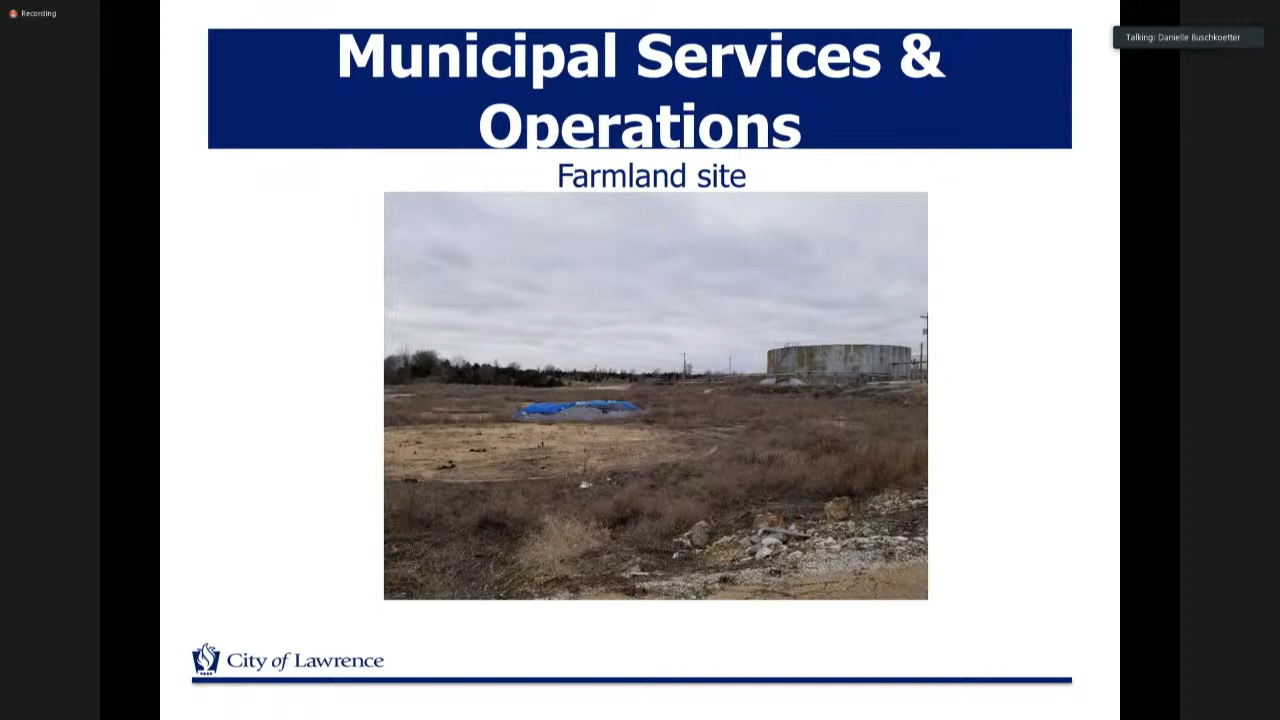 Recording
Talking: Danielle Buschkoetter
Municipal Services &
Operations
Farmland site
City of Lawrence